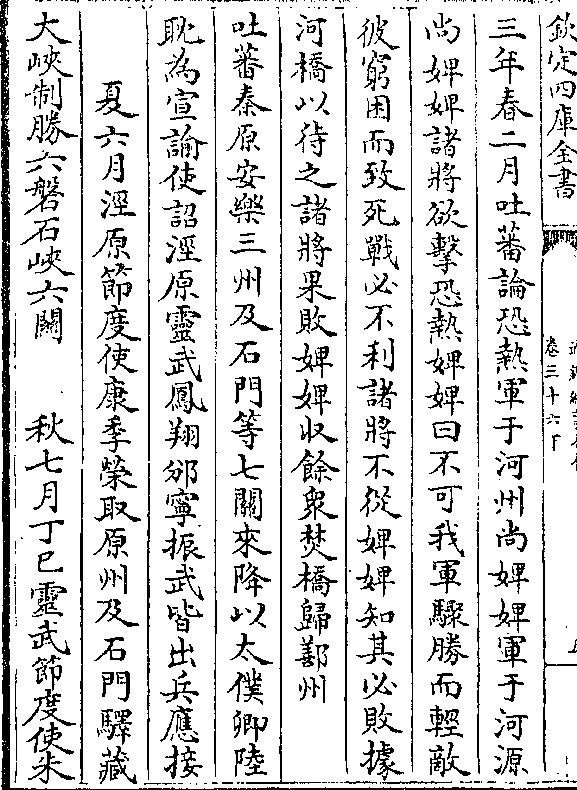 欽定四庫全書
卷三十六下
三年春二月吐蕃論恐熱軍于河州尚婢婢軍于河源
尚婢婢諸將欲擊恐熱婢婢曰不可我軍驟勝而輕敵
彼窮困而致死戰必不利諸將不從婢婢知其必敗據
河橋以待之諸將果敗婢婢收餘衆焚橋歸鄯州
吐蕃秦原安樂三州及石門等七關來降以太僕卿陸
耽為宣諭使詔涇原靈武鳳翔邠寧振武皆出兵應接
夏六月涇原節度使康季榮取原州及石門驛藏
大峽制勝六磐石峽六關　秋七月丁巳靈武節度使朱